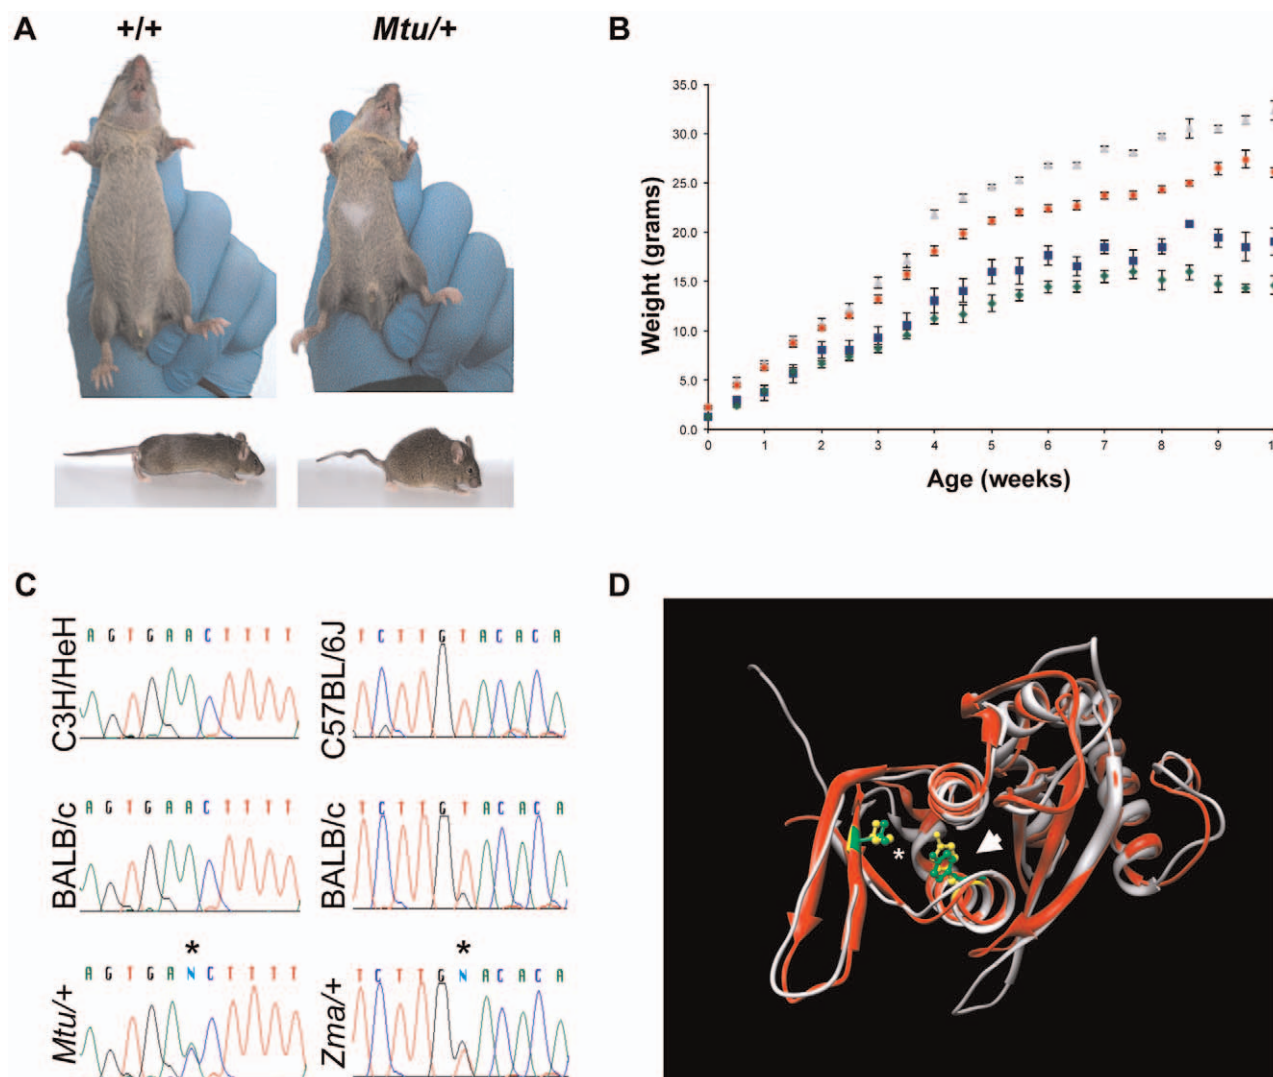 A
+/+
Mtu/+
B
35.0
30.0
25.0
20.0
15.0
10.0
5.0
0.0
Weight (grams)
0 1 2 3 4 5 6 7 8 9 1
Age (weeks)
C
C3H/HeH
A G T G A A C T T T T
C57BL/6J
T C T T G T A C A C A
BALB/c
A G T G A A C T T T T
BALB/c
T C T T G T A C A C A
*
*
Mtu/+
A G T G A N C T T T T
Zma/+
T C T T G N A C A C A
D
*